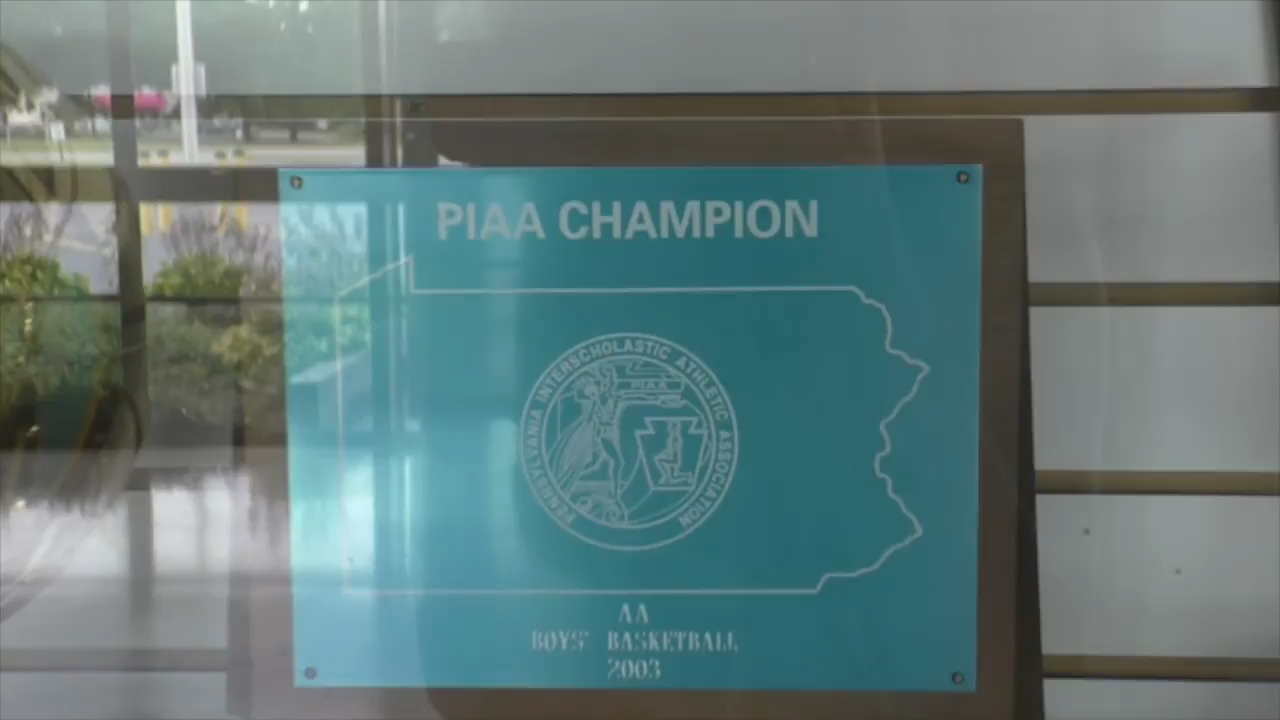 PIAA CHAMPION
PENNSYLVANIA INTERSCHOLASTIC ATHLETIC ASSOCIATION
PIAA
AA
BOYS' BASKETBALL
2003